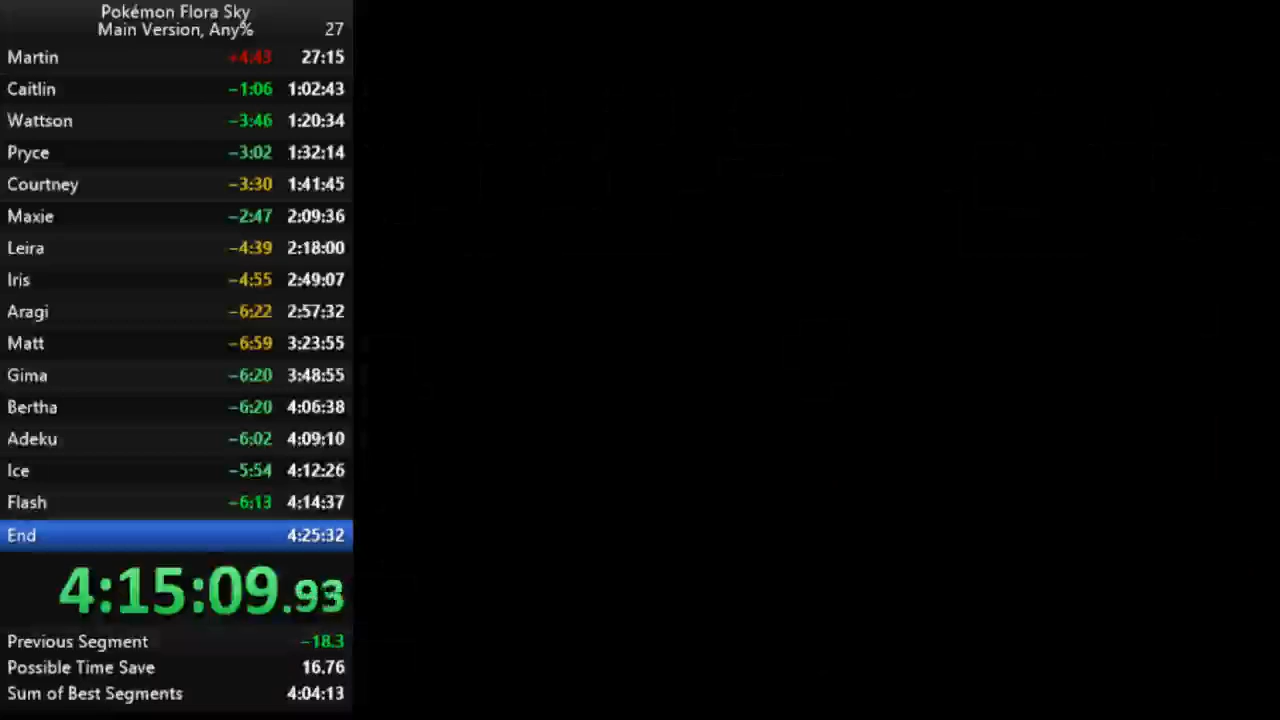 Pokémon Flora Sky
Main Version, Any% 27
Martin +4:43 27:15
Caitlin −1:06 1:02:43
Wattson −3:46 1:20:34
Pryce −3:02 1:32:14
Courtney −3:30 1:41:45
Maxie −2:47 2:09:36
Leira −4:39 2:18:00
Iris −4:55 2:49:07
Aragi −6:22 2:57:32
Matt −6:59 3:23:55
Gima −6:20 3:48:55
Bertha −6:20 4:06:38
Adeku −6:02 4:09:10
Ice −5:54 4:12:26
Flash −6:13 4:14:37
End 4:25:32
4:15:09.93
Previous Segment −18.3
Possible Time Save 16.76
Sum of Best Segments 4:04:13